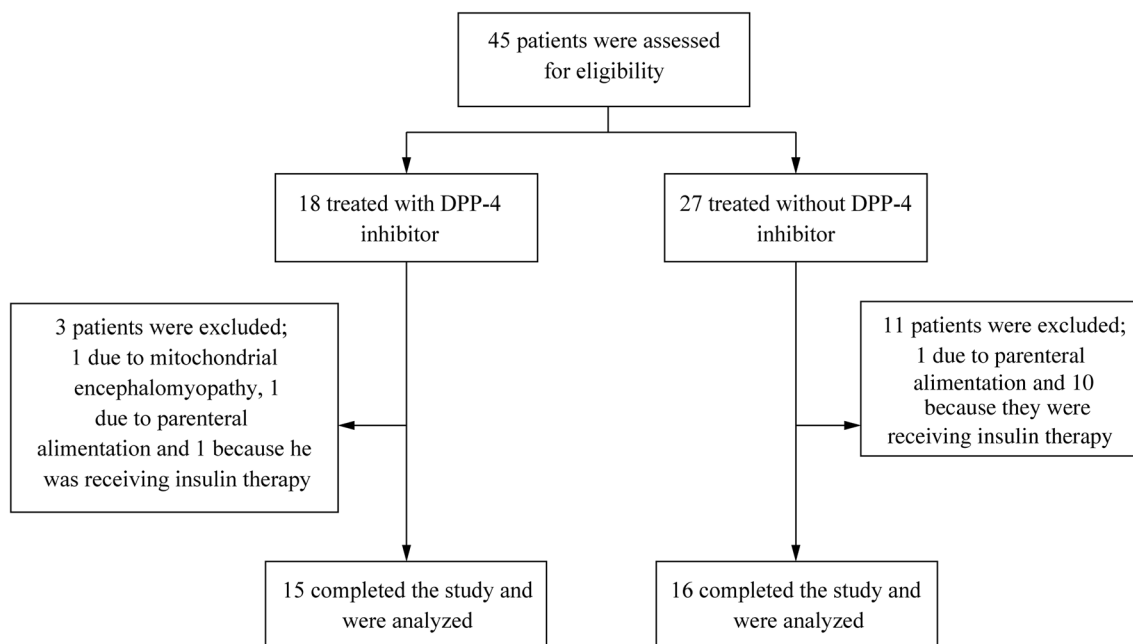 45 patients were assessed
for eligibility
18 treated with DPP-4
inhibitor
27 treated without DPP-4
inhibitor
3 patients were excluded;
1 due to mitochondrial
encephalomyopathy, 1
due to parenteral
alimentation and 1 because he
was receiving insulin therapy
11 patients were excluded;
1 due to parenteral
alimentation and 10
because they were
receiving insulin therapy
15 completed the study and
were analyzed
16 completed the study and
were analyzed